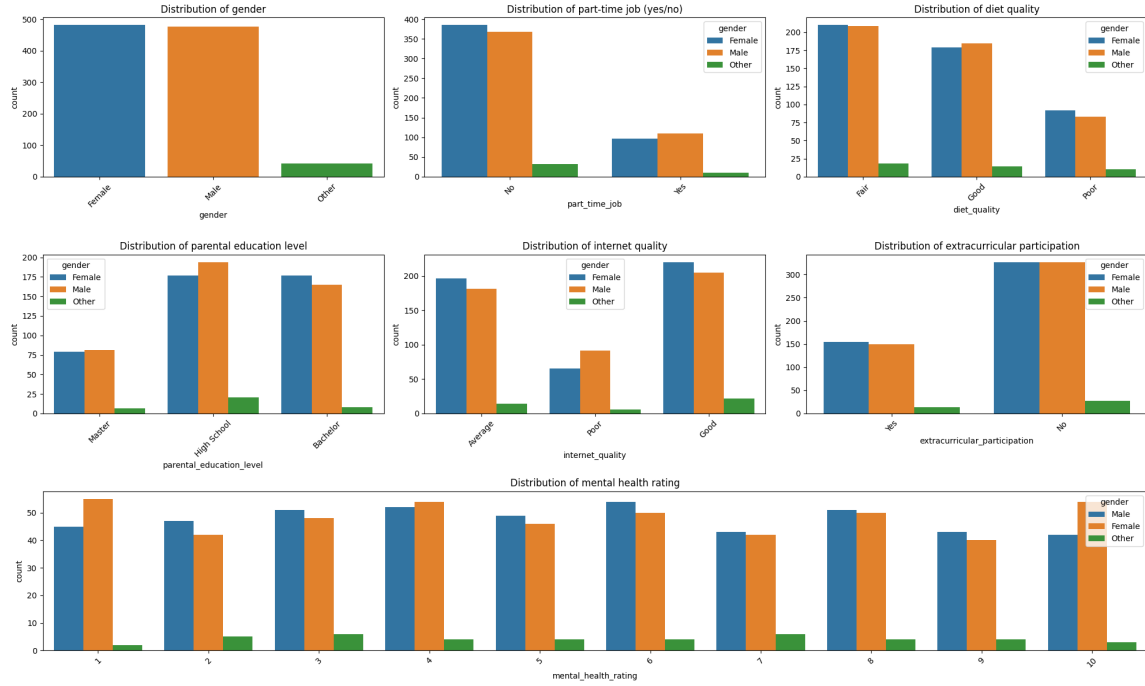 Distribution of gender
500
400
300
200
100
0
count
Female
Male
Other
gender
Distribution of part-time job (yes/no)
400
350
300
250
200
150
100
50
0
count
gender
Female
Male
Other
No
Yes
part_time_job
Distribution of diet quality
200
175
150
125
100
75
50
25
0
count
gender
Female
Male
Other
Fair
Good
Poor
diet_quality
Distribution of parental education level
200
175
150
125
100
75
50
25
0
count
gender
Female
Male
Other
Master
High School
Bachelor
parental_education_level
Distribution of internet quality
200
150
100
50
0
count
gender
Female
Male
Other
Average
Poor
Good
internet_quality
Distribution of extracurricular participation
300
250
200
150
100
50
0
count
gender
Female
Male
Other
Yes
No
extracurricular_participation
Distribution of mental health rating
50
40
30
20
10
0
count
gender
Male
Female
Other
1
2
3
4
5
6
7
8
9
10
mental_health_rating